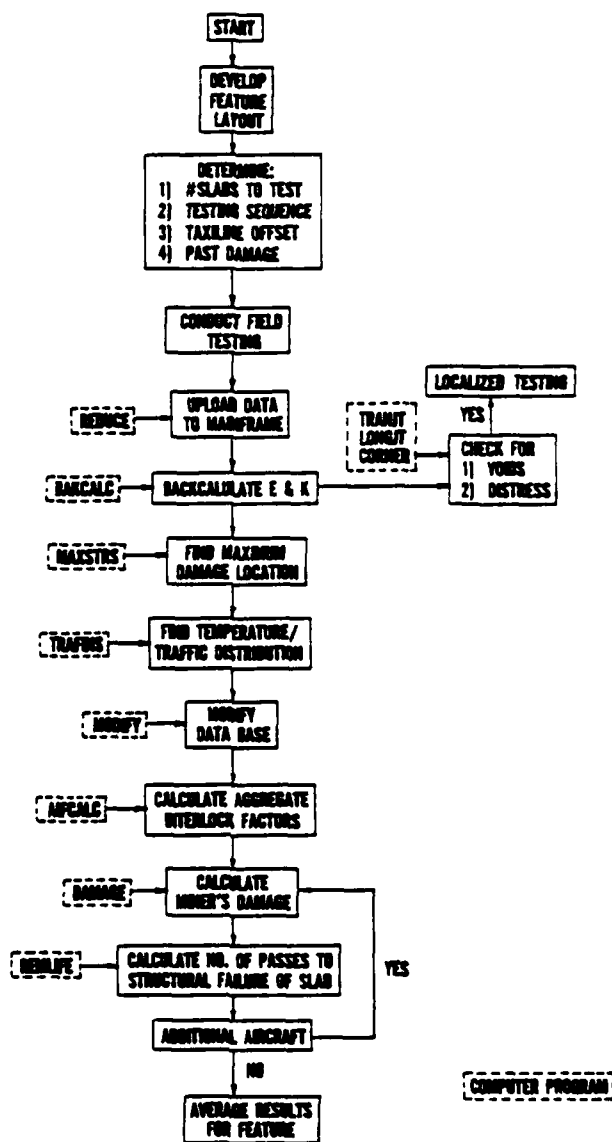 START
DEVELOP
FEATURE
LAYOUT
DETERMINE:
1) #SLABS TO TEST
2) TESTING SEQUENCE
3) TAXILINE OFFSET
4) PAST DAMAGE
CONDUCT FIELD
TESTING
LOCALIZED TESTING
REDUCE
UPLOAD DATA
TO MAINFRAME
TRANJT
LONGJT
CORNER
YES
CHECK FOR
1) VOIDS
2) DISTRESS
BAKCALC
BACKCALCULATE E & K
MAXSTRS
FIND MAXIMUM
DAMAGE LOCATION
TRAFDIS
FIND TEMPERATURE/
TRAFFIC DISTRIBUTION
MODIFY
MODIFY
DATA BASE
AIFCALC
CALCULATE AGGREGATE
INTERLOCK FACTORS
DAMAGE
CALCULATE
MINER'S DAMAGE
REMLIFE
CALCULATE NO. OF PASSES TO
STRUCTURAL FAILURE OF SLAB
YES
ADDITIONAL AIRCRAFT
NO
COMPUTER PROGRAM
AVERAGE RESULTS
FOR FEATURE